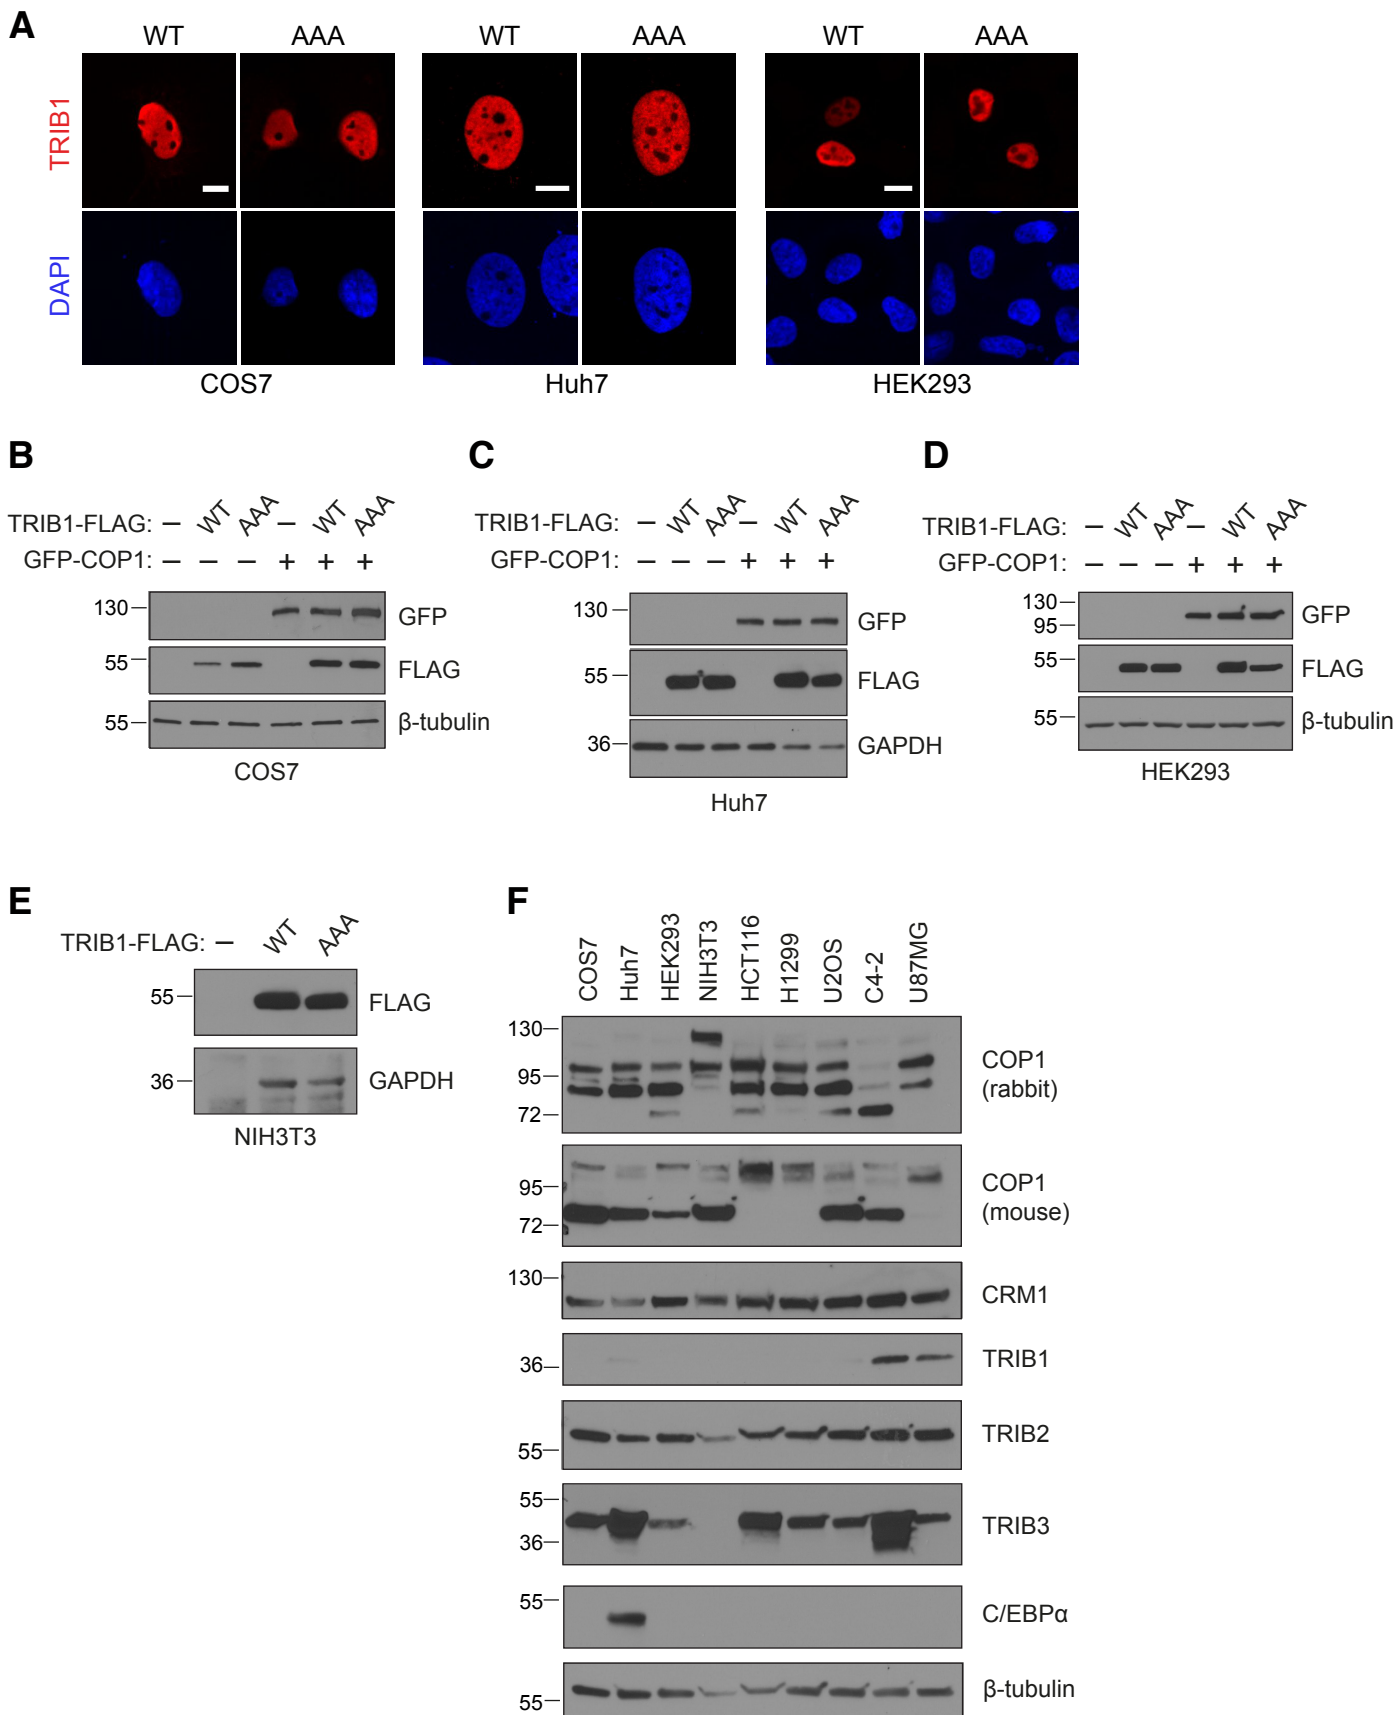 A
WT AAA WT AAA WT AAA
TRIB1
DAPI
COS7 Huh7 HEK293
B
TRIB1-FLAG: – WT AAA – WT AAA
GFP-COP1: – – – + + +
130 GFP
55 FLAG
55 β-tubulin
COS7
C
TRIB1-FLAG: – WT AAA – WT AAA
GFP-COP1: – – – + + +
130 GFP
55 FLAG
36 GAPDH
Huh7
D
TRIB1-FLAG: – WT AAA – WT AAA
GFP-COP1: – – – + + +
130
95 GFP
55 FLAG
55 β-tubulin
HEK293
E
TRIB1-FLAG: – WT AAA
55 FLAG
36 GAPDH
NIH3T3
F
COS7 Huh7 HEK293 NIH3T3 HCT116 H1299 U2OS C4-2 U87MG
130
95
72
COP1
(rabbit)
95
72
COP1
(mouse)
130 CRM1
36 TRIB1
55 TRIB2
55
36 TRIB3
55 C/EBPα
55 β-tubulin